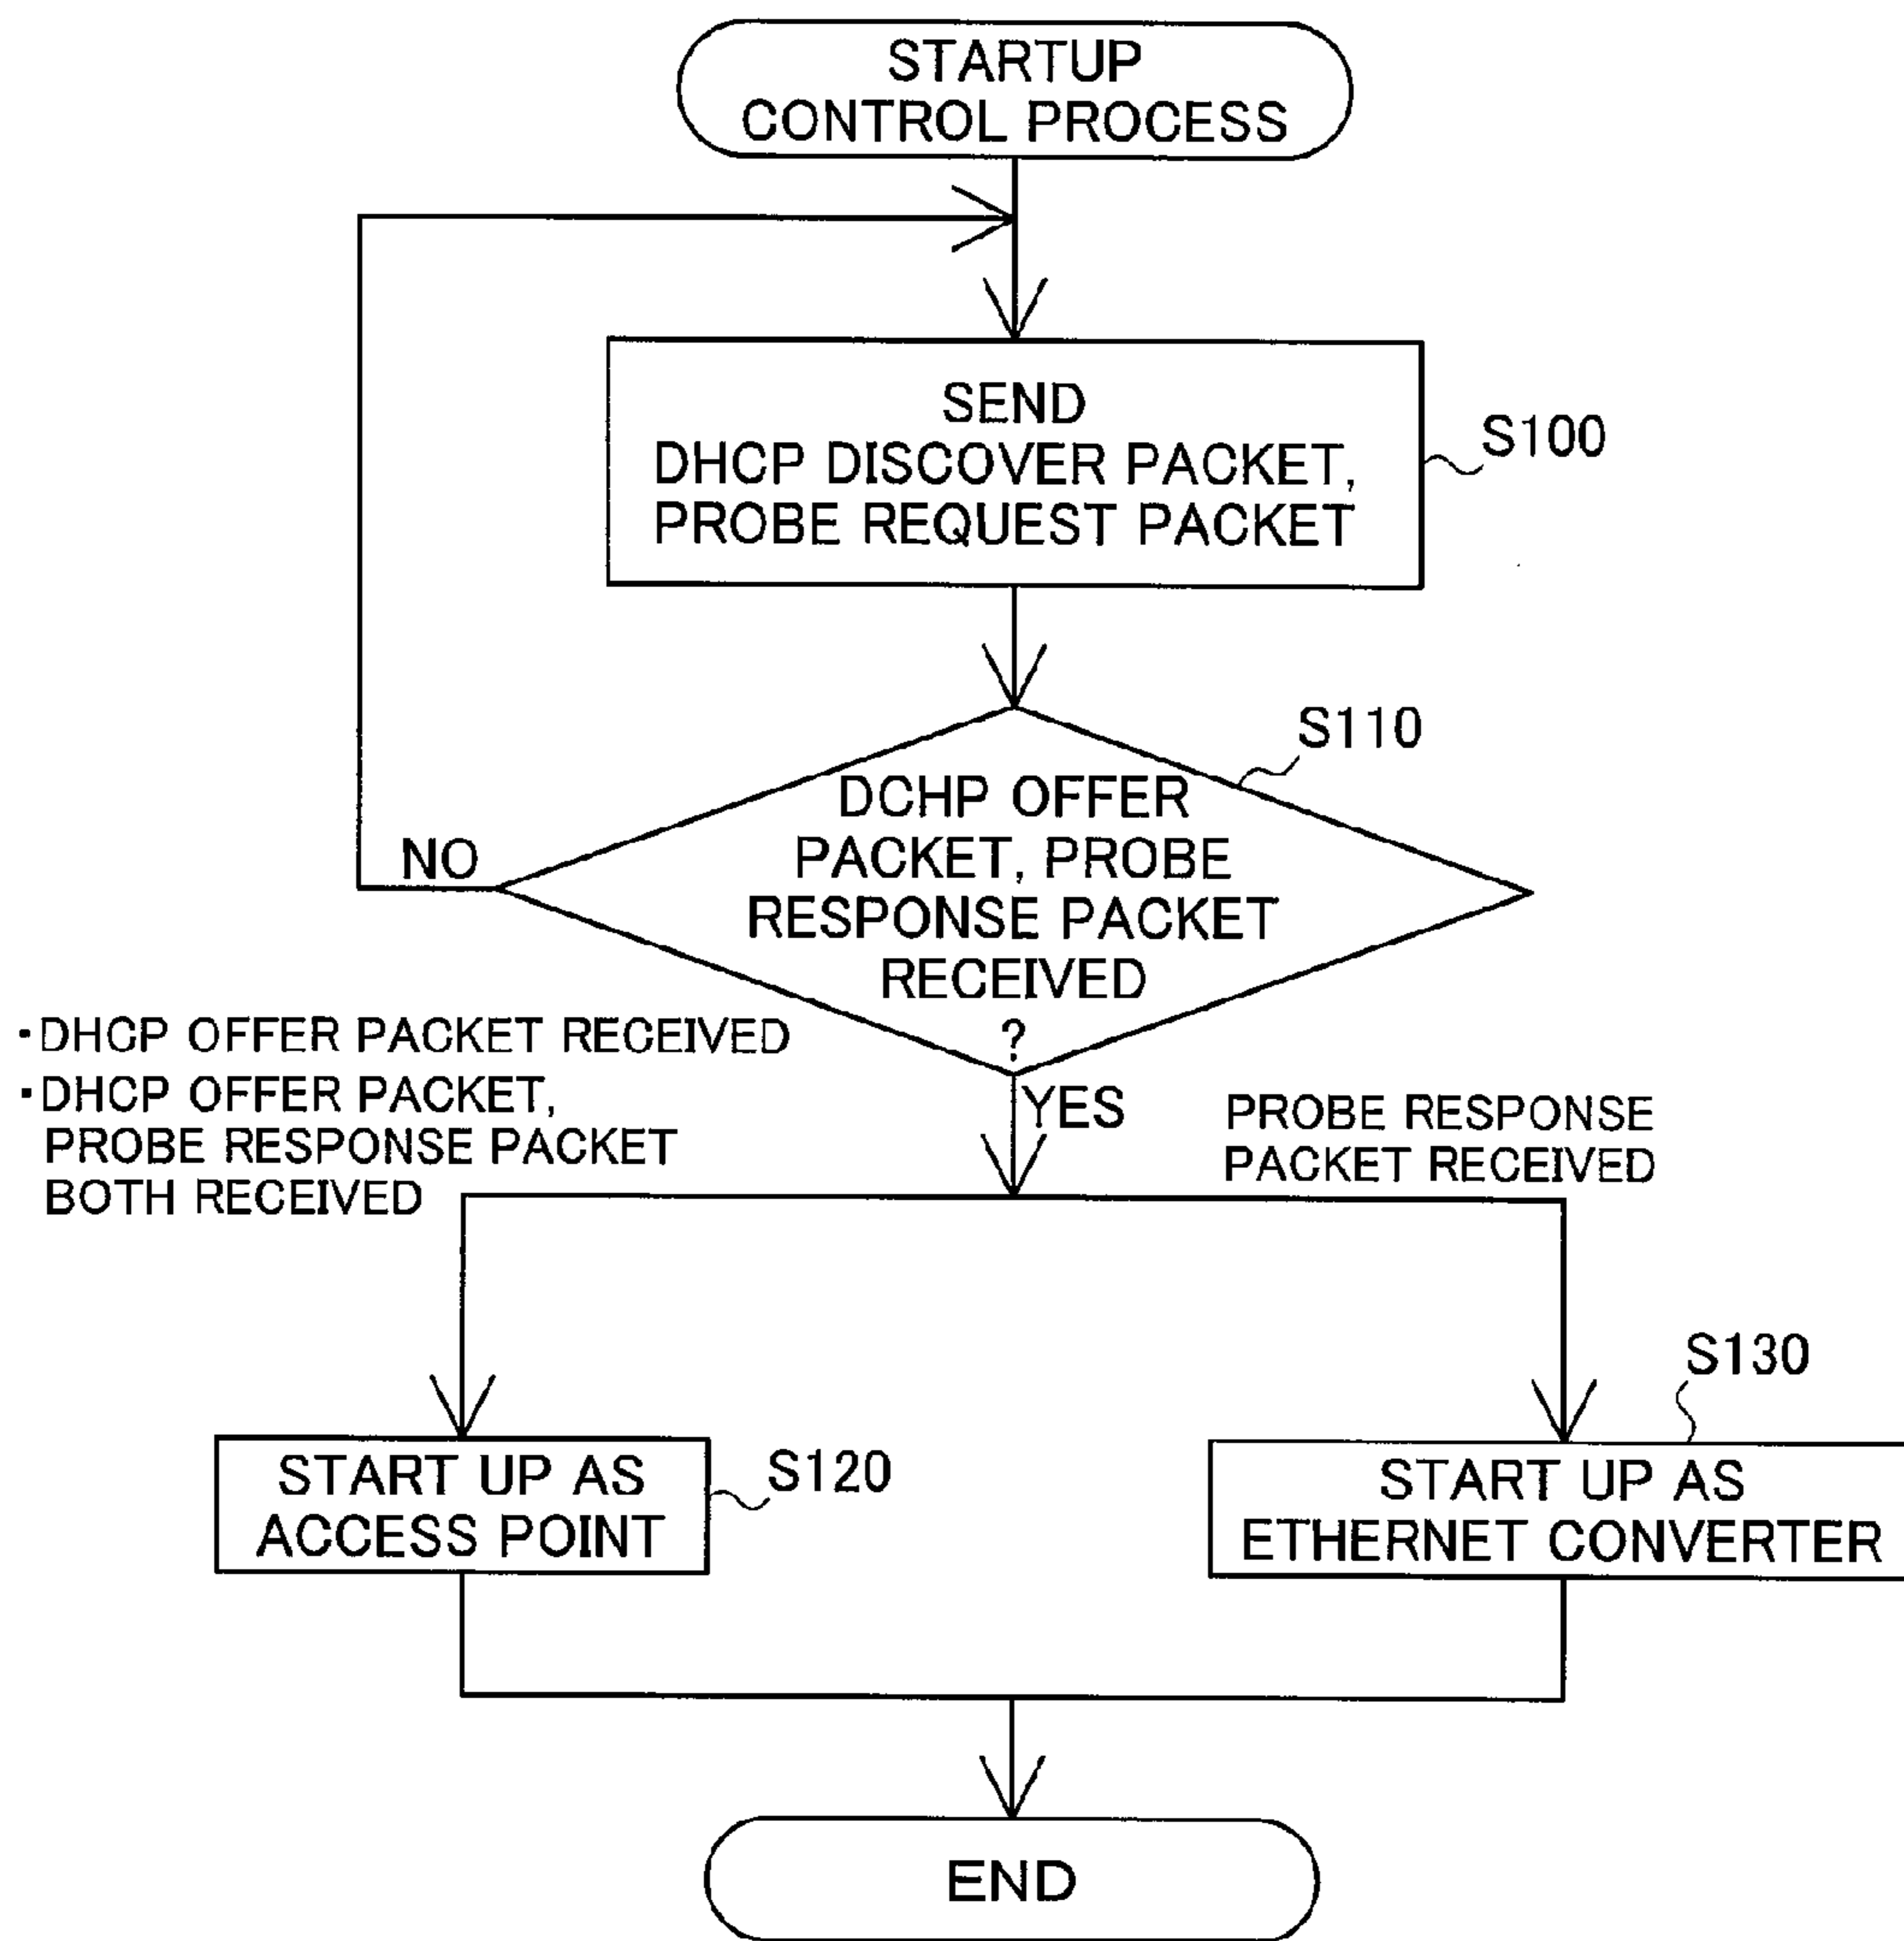 STARTUP
CONTROL PROCESS
SEND
DHCP DISCOVER PACKET,
PROBE REQUEST PACKET
S100
S110
DCHP OFFER
PACKET, PROBE
RESPONSE PACKET
RECEIVED
?
NO
・DHCP OFFER PACKET RECEIVED
・DHCP OFFER PACKET,
PROBE RESPONSE PACKET
BOTH RECEIVED
YES
PROBE RESPONSE
PACKET RECEIVED
START UP AS
ACCESS POINT
S120
S130
START UP AS
ETHERNET CONVERTER
END